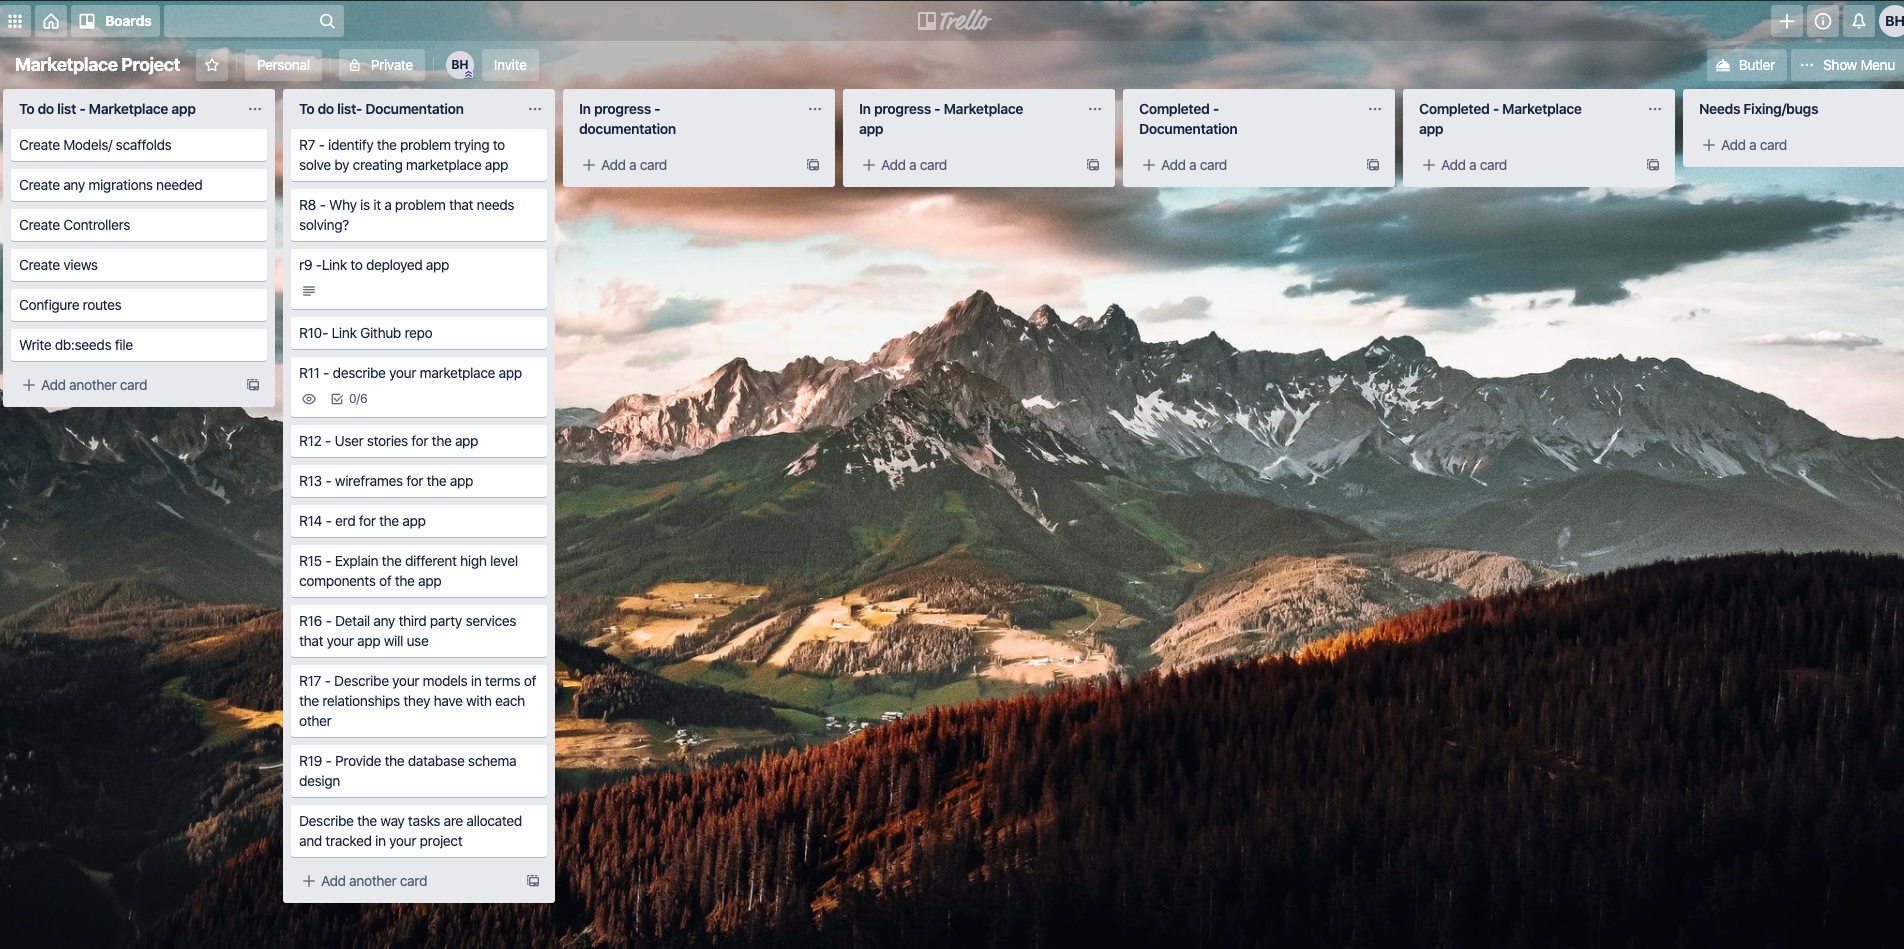 Boards
Trello
BH
Marketplace Project
Personal
Private
BH
Invite
Butler
Show Menu
To do list - Marketplace app
Create Models/ scaffolds
Create any migrations needed
Create Controllers
Create views
Configure routes
Write db:seeds file
Add another card
To do list- Documentation
R7 - identify the problem trying to
solve by creating marketplace app
R8 - Why is it a problem that needs
solving?
r9 -Link to deployed app
R10- Link Github repo
R11 - describe your marketplace app
0/6
R12 - User stories for the app
R13 - wireframes for the app
R14 - erd for the app
R15 - Explain the different high level
components of the app
R16 - Detail any third party services
that your app will use
R17 - Describe your models in terms of
the relationships they have with each
other
R19 - Provide the database schema
design
Describe the way tasks are allocated
and tracked in your project
Add another card
In progress -
documentation
Add a card
In progress - Marketplace
app
Add a card
Completed -
Documentation
Add a card
Completed - Marketplace
app
Add a card
Needs Fixing/bugs
Add a card